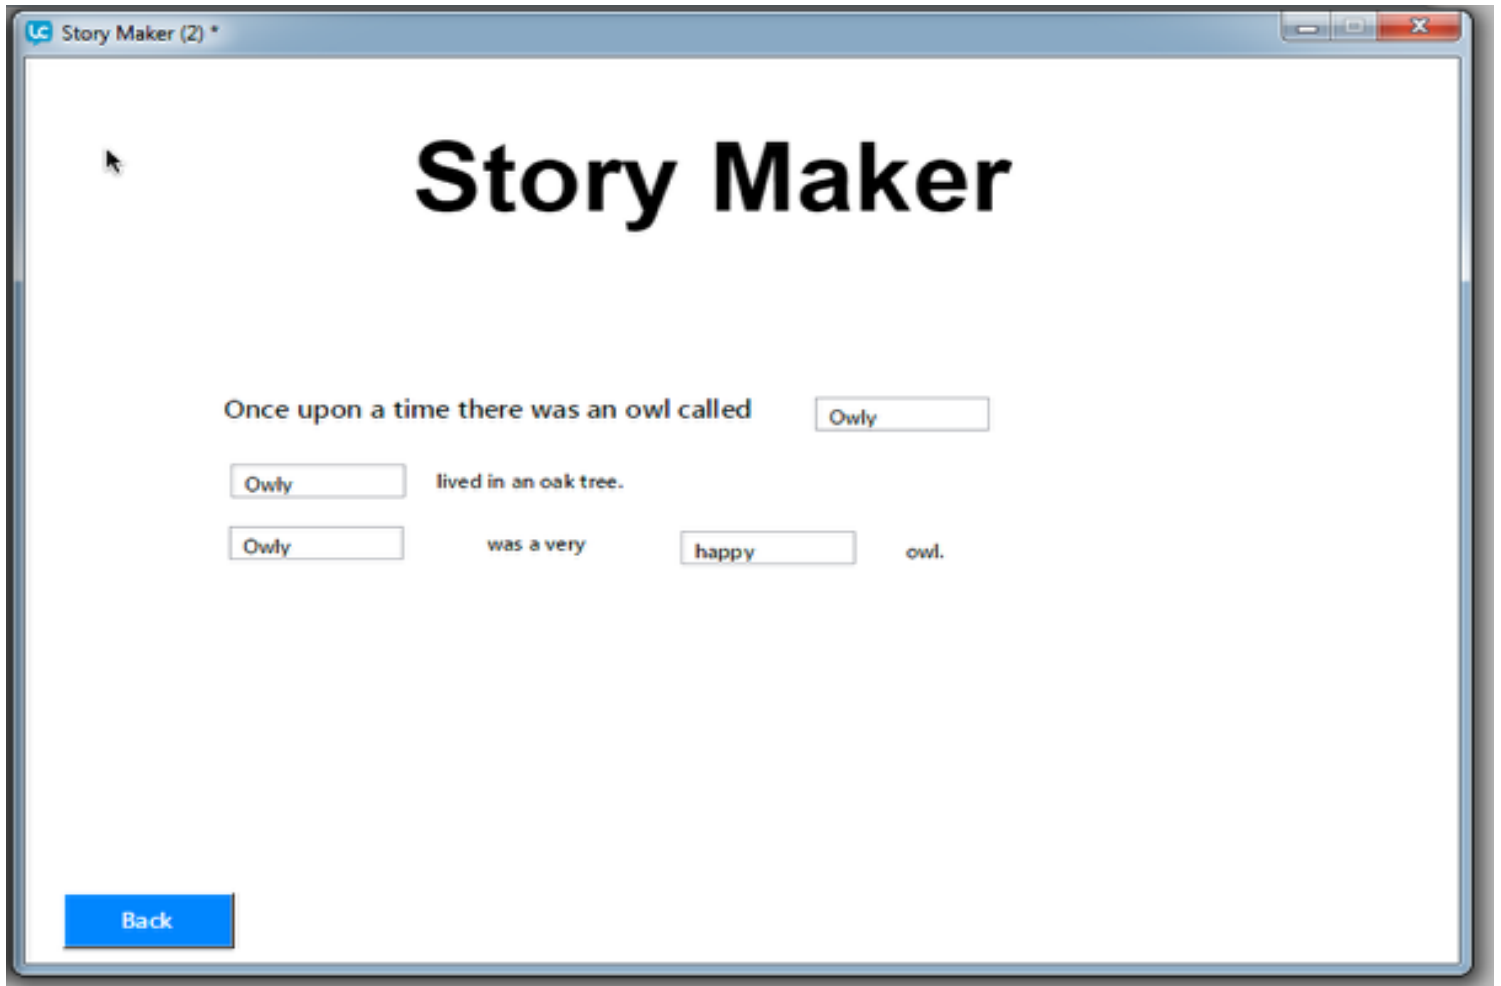 Story Maker (2) *
Story Maker
Once upon a time there was an owl called Owly
Owly lived in an oak tree.
Owly was a very happy owl.
Back